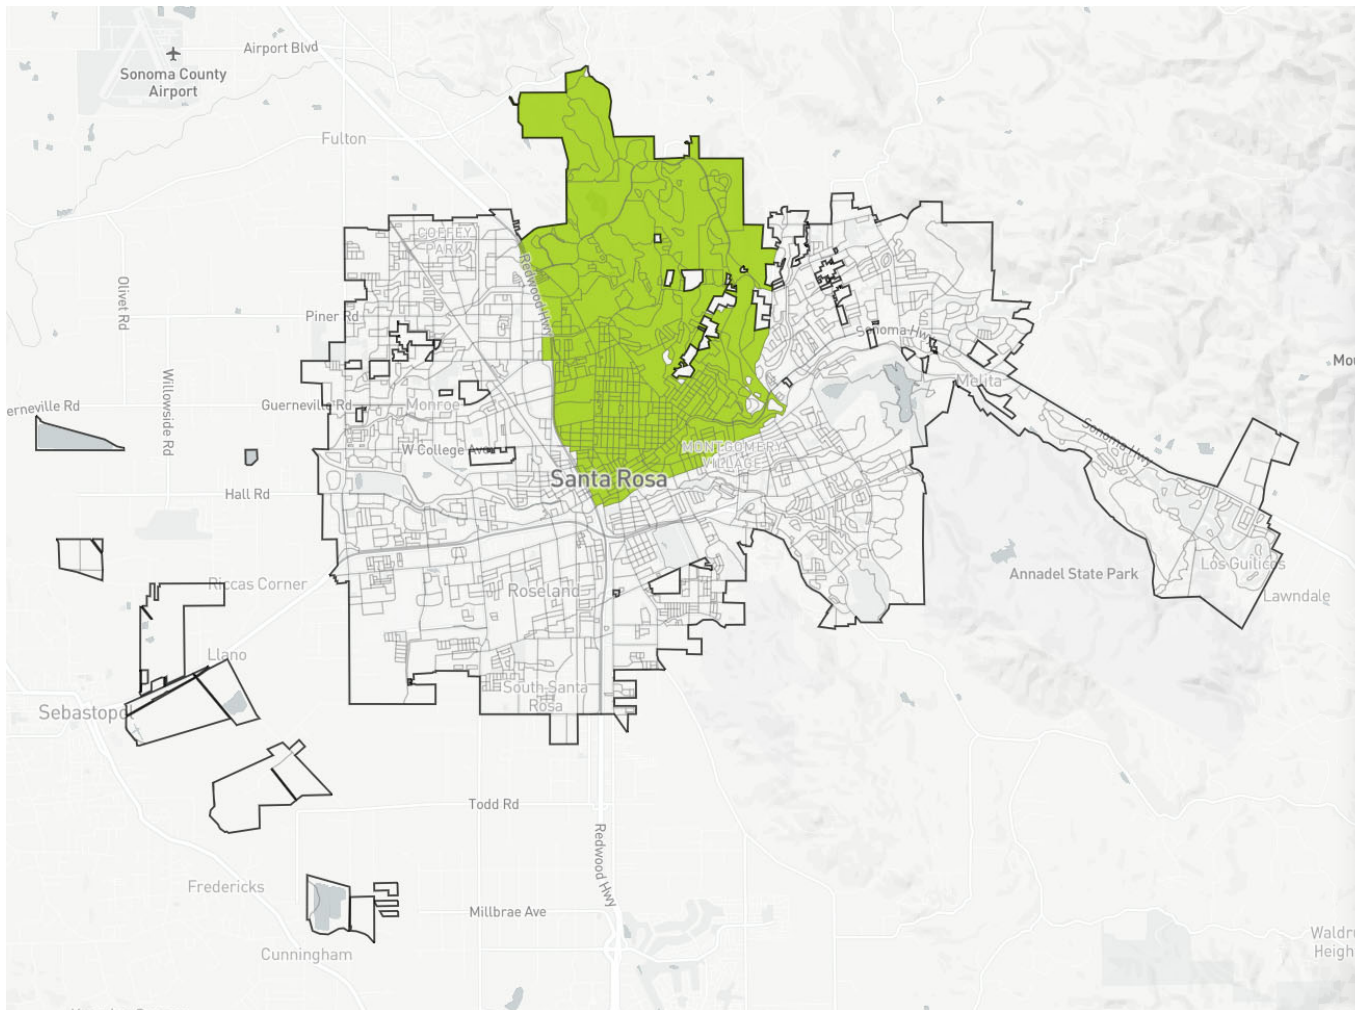 Airport Blvd
Sonoma County
Airport
Fulton
COFFEY
PARK
Redwood Hwy
Olivet Rd
Piner Rd
Sonoma Hwy
Willowside Rd
Melita
erneville Rd
Guerneville Rd
Monroe
Sonoma Hwy
W College Ave
MONTGOMERY
VILLAGE
Santa Rosa
Hall Rd
Los Guilicos
Annadel State Park
Riccas Corner
Roseland
Lawndale
Llano
South Santa
Rosa
Sebastopol
Todd Rd
Redwood Hwy
Fredericks
Millbrae Ave
Cunningham
Heigh